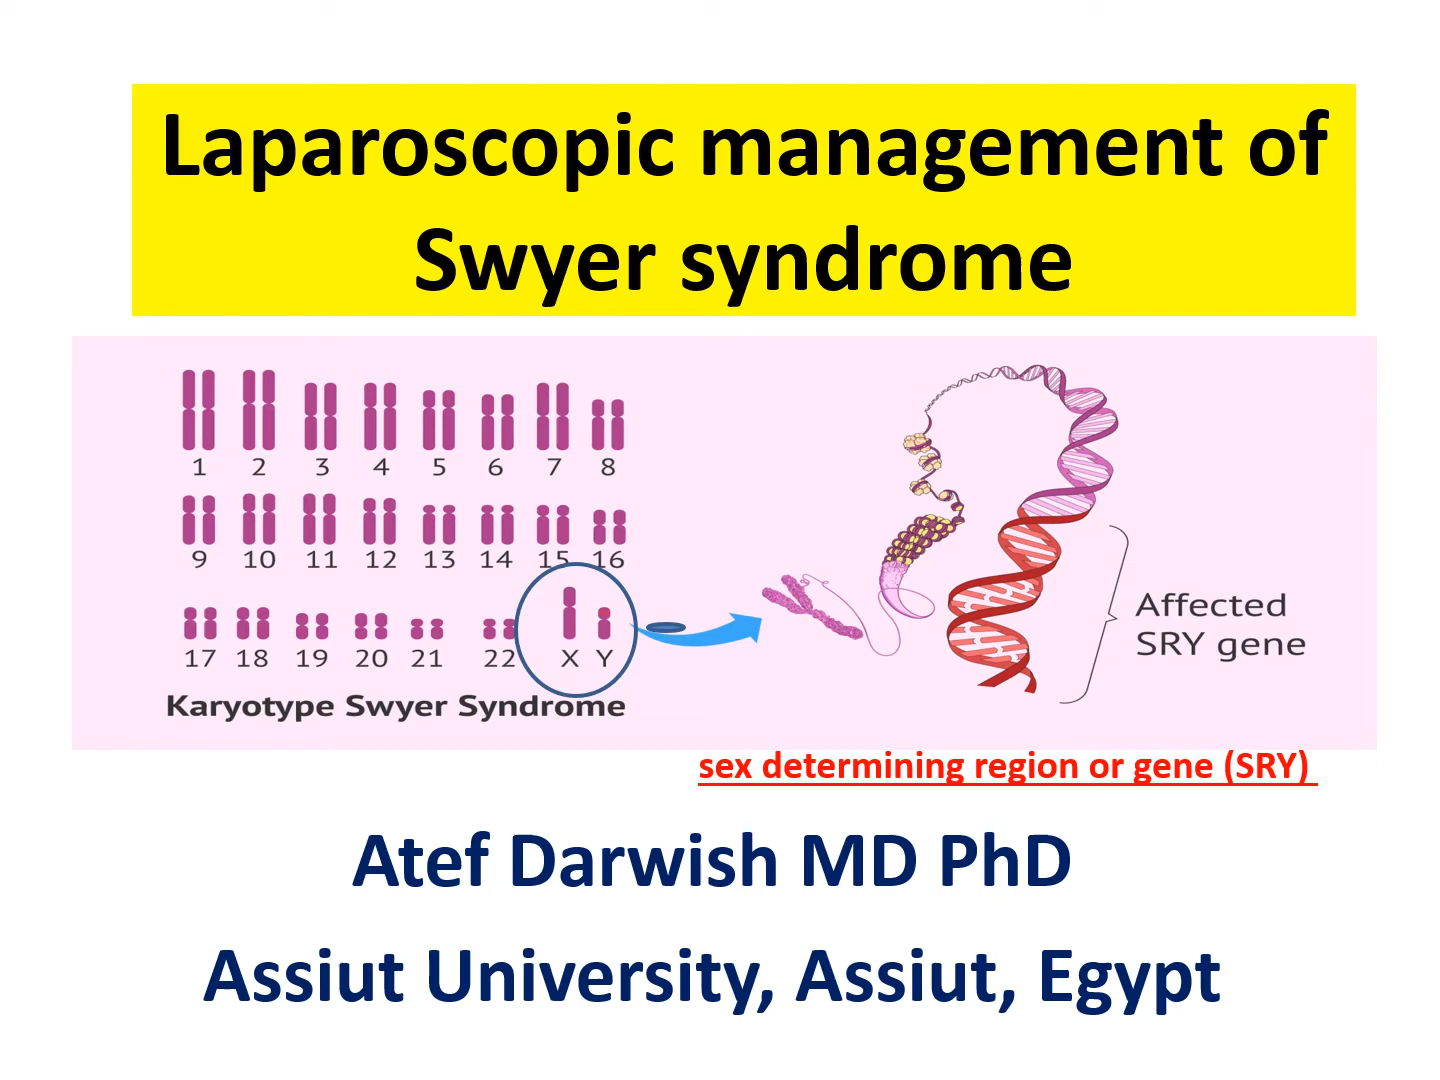 Laparoscopic management of
Swyer syndrome
1 2 3 4 5 6 7 8
9 10 11 12 13 14 15 16
17 18 19 20 21 22 X Y
Karyotype Swyer Syndrome
Affected
SRY gene
sex determining region or gene (SRY)
Atef Darwish MD PhD
Assiut University, Assiut, Egypt